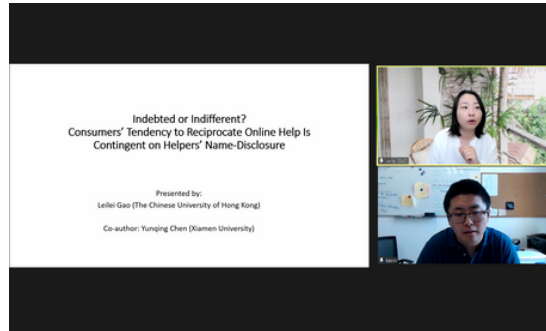 Indebted or Indifferent?
Consumers' Tendency to Reciprocate Online Help Is
Contingent on Helpers' Name-Disclosure
Presented by:
Leilei Gao (The Chinese University of Hong Kong)
Co-author: Yunqing Chen (Xiamen University)